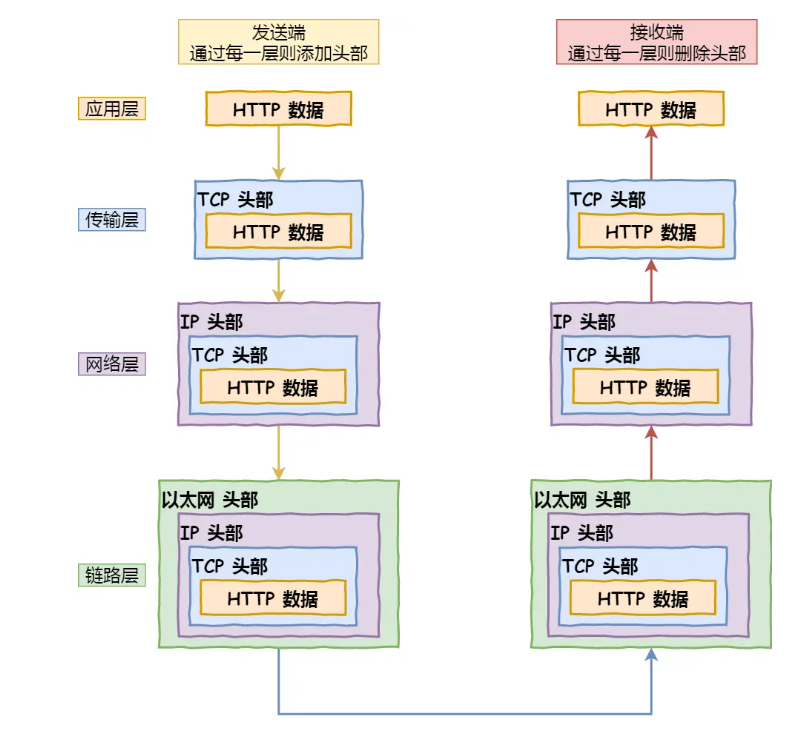 发送端
通过每一层则添加头部
接收端
通过每一层则删除头部
应用层
HTTP 数据
HTTP 数据
传输层
TCP 头部
HTTP 数据
TCP 头部
HTTP 数据
网络层
IP 头部
TCP 头部
HTTP 数据
IP 头部
TCP 头部
HTTP 数据
链路层
以太网 头部
IP 头部
TCP 头部
HTTP 数据
以太网 头部
IP 头部
TCP 头部
HTTP 数据